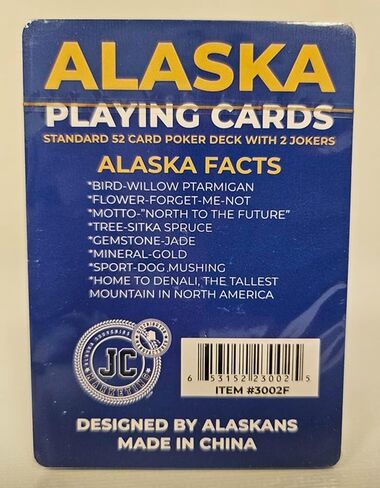 ALASKA
PLAYING CARDS
STANDARD 52 CARD POKER DECK WITH 2 JOKERS
ALASKA FACTS
*BIRD-WILLOW PTARMIGAN
*FLOWER-FORGET-ME-NOT
*MOTTO-"NORTH TO THE FUTURE"
*TREE-SITKA SPRUCE
*GEMSTONE-JADE
*MINERAL-GOLD
*SPORT-DOG MUSHING
*HOME TO DENALI, THE TALLEST
MOUNTAIN IN NORTH AMERICA
JC
6 53152 23002 5
ITEM #3002F
DESIGNED BY ALASKANS
MADE IN CHINA